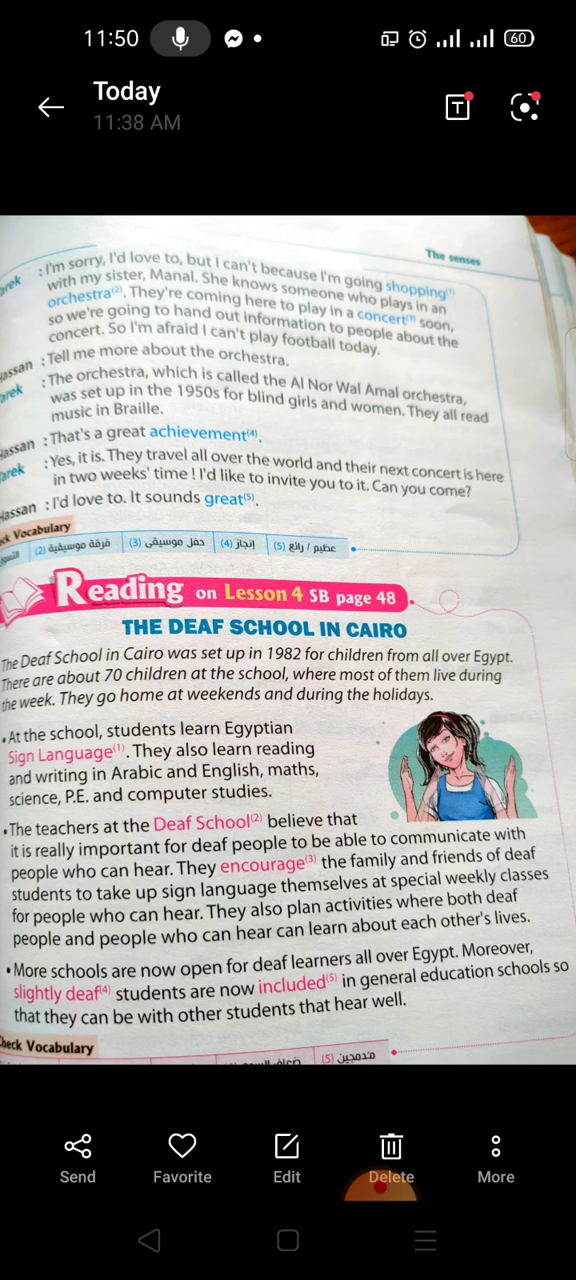 11:50
60
Today
11:38 AM
T
The senses
arek : I'm sorry, I'd love to, but I can't because I'm going shopping(1)
with my sister, Manal. She knows someone who plays in an
orchestra(2). They're coming here to play in a concert(3) soon,
so we're going to hand out information to people about the
concert. So I'm afraid I can't play football today.
assan : Tell me more about the orchestra.
arek : The orchestra, which is called the Al Nor Wal Amal orchestra,
was set up in the 1950s for blind girls and women. They all read
music in Braille.
assan : That's a great achievement(4).
arek : Yes, it is. They travel all over the world and their next concert is here
in two weeks' time ! I'd like to invite you to it. Can you come?
Hassan : I'd love to. It sounds great(5).
ck Vocabulary
(2) فرقة موسيقية (3) حفل موسيقى (4) إنجاز (5) عظيم / رائع
Reading on Lesson 4 SB page 48
THE DEAF SCHOOL IN CAIRO
The Deaf School in Cairo was set up in 1982 for children from all over Egypt.
There are about 70 children at the school, where most of them live during
the week. They go home at weekends and during the holidays.
• At the school, students learn Egyptian
Sign Language(1). They also learn reading
and writing in Arabic and English, maths,
science, P.E. and computer studies.
• The teachers at the Deaf School(2) believe that
it is really important for deaf people to be able to communicate with
people who can hear. They encourage(3) the family and friends of deaf
students to take up sign language themselves at special weekly classes
for people who can hear. They also plan activities where both deaf
people and people who can hear can learn about each other's lives.
• More schools are now open for deaf learners all over Egypt. Moreover,
slightly deaf(4) students are now included(5) in general education schools so
that they can be with other students that hear well.
Check Vocabulary
(5) مندمجين
Send Favorite Edit Delete More